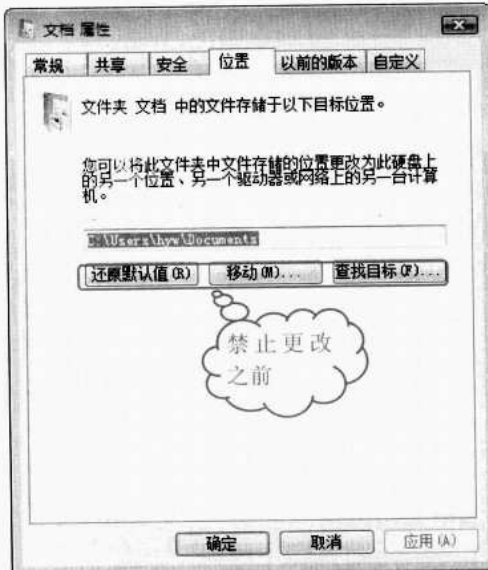 文档 属性
常规 共享 安全 位置 以前的版本 自定义
文件夹 文档 中的文件存储于以下目标位置。
您可以将此文件夹中文件存储的位置更改为此硬盘上
的另一个位置、另一个驱动器或网络上的另一台计算
机。
C:\Users\hyw\Documents
还原默认值(R) 移动(M)... 查找目标(F)...
禁止更改
之前
确定 取消 应用(A)